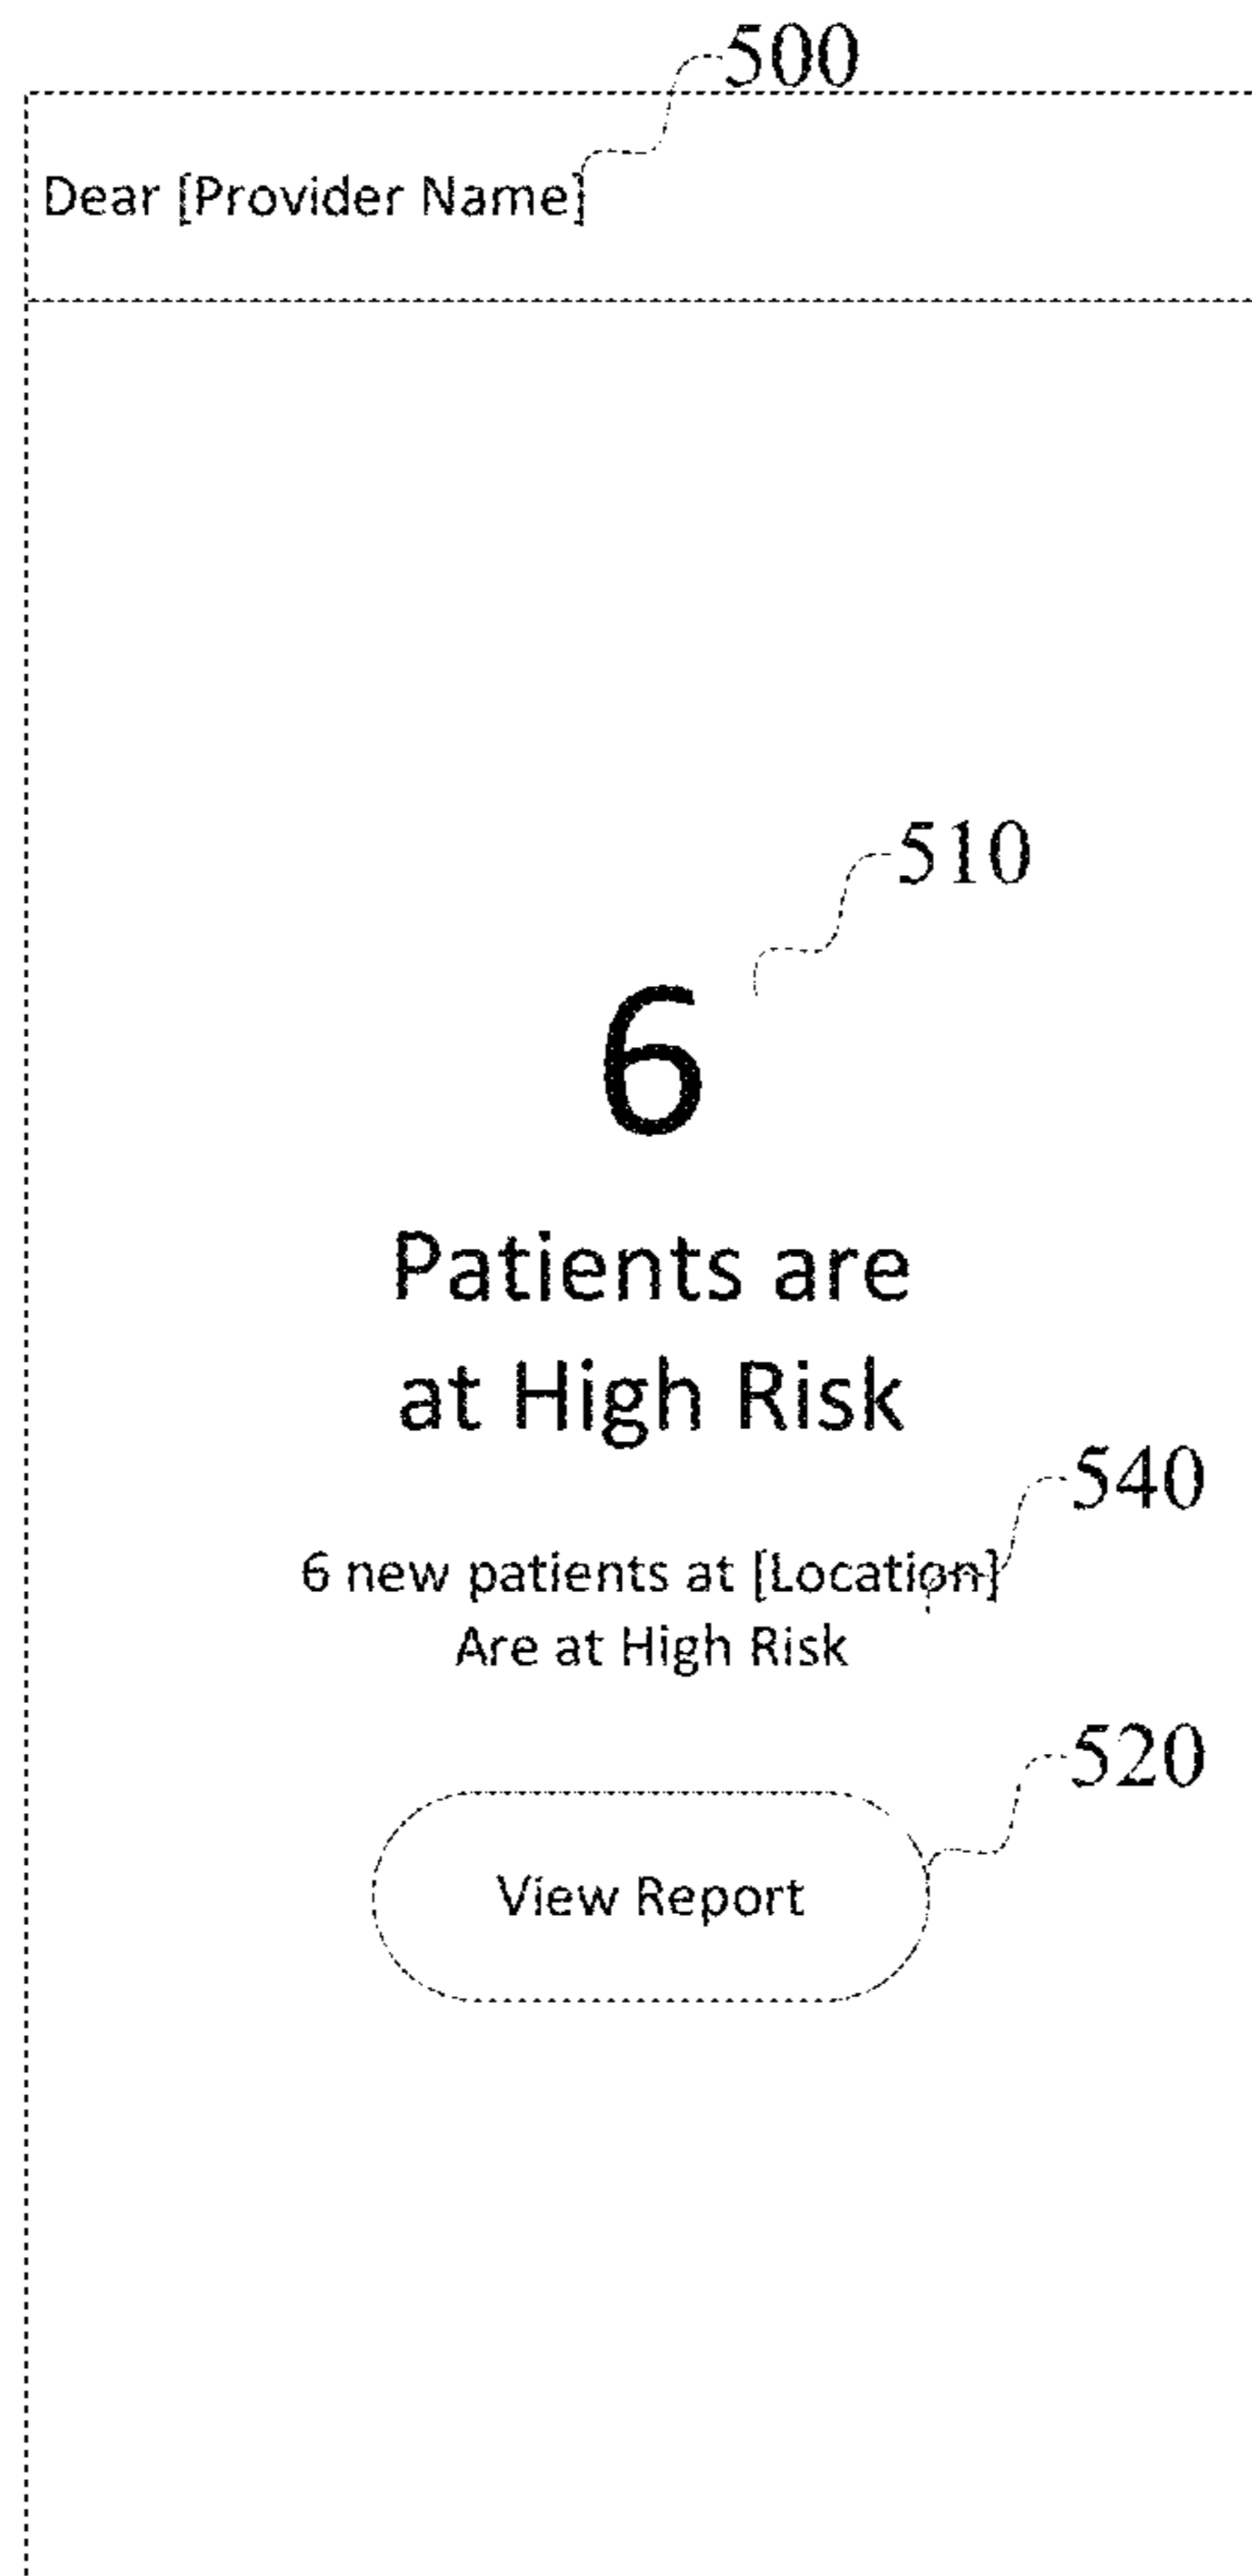 500
Dear [Provider Name]
510
6
Patients are
at High Risk
540
6 new patients at [Location]
Are at High Risk
520
View Report